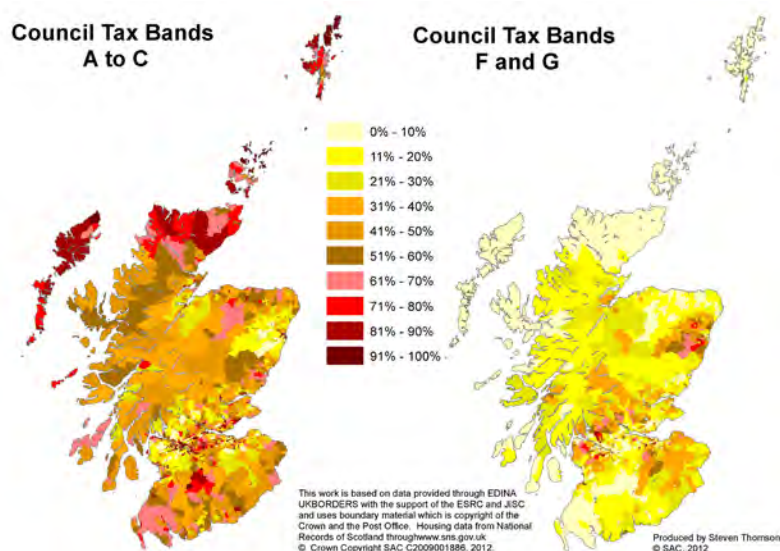 Council Tax Bands
A to C
Council Tax Bands
F and G
0% - 10%
11% - 20%
21% - 30%
31% - 40%
41% - 50%
51% - 60%
61% - 70%
71% - 80%
81% - 90%
91% - 100%
This work is based on data provided through EDINA
UKBORDERS with the support of the ESRC and JISC
and uses boundary material which is copyright of the
Crown and the Post Office. Housing data from National
Records of Scotland throughwww.sns.gov.uk
© Crown Copyright SAC C2009001886, 2012.
Produced by Steven Thomson
© SAC, 2012